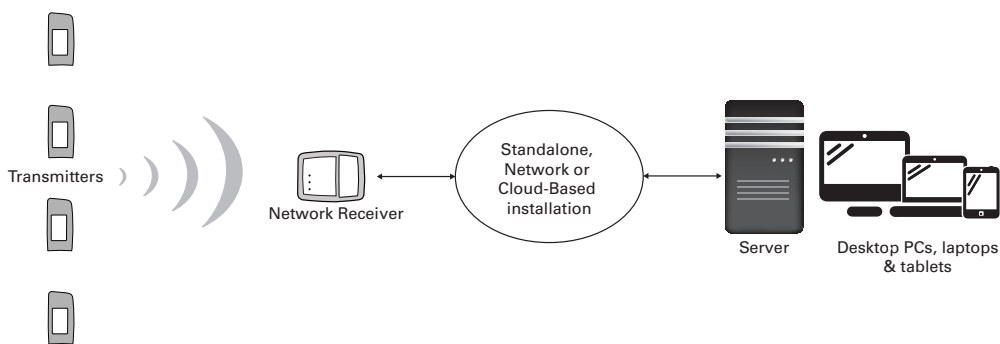 Transmitters
Network Receiver
Standalone,
Network or
Cloud-Based
installation
Server
Desktop PCs, laptops
& tablets